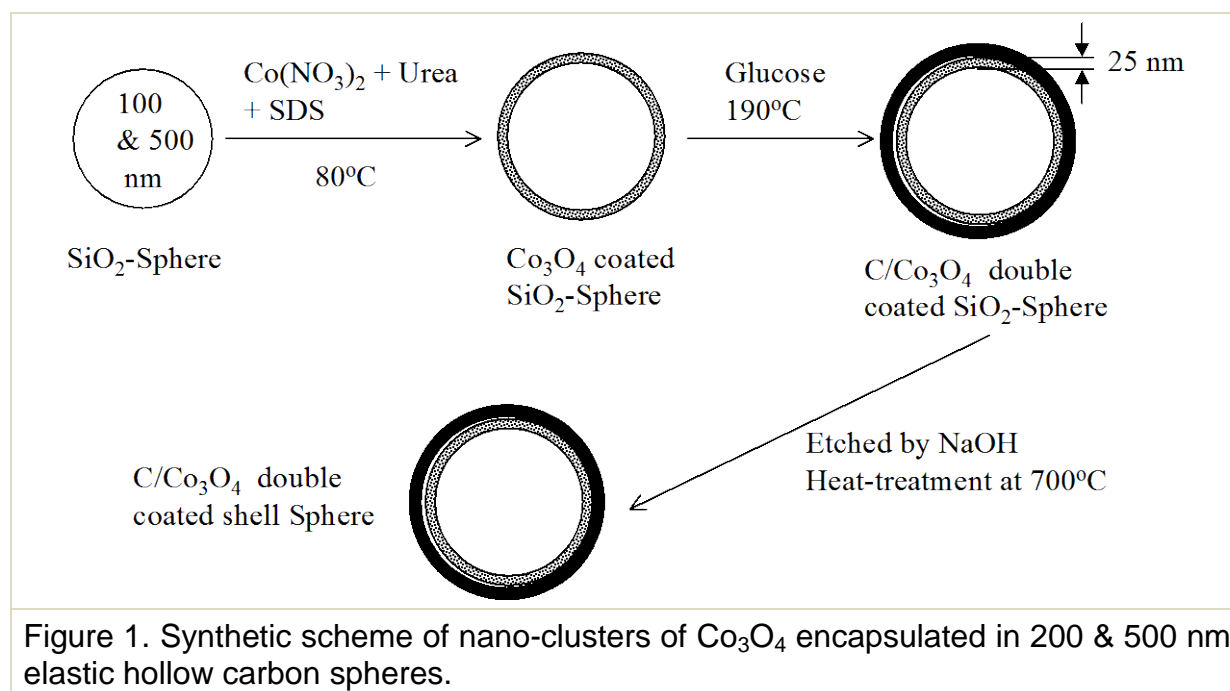 100
& 500
nm
SiO₂-Sphere
Co(NO₃)₂ + Urea
+ SDS
80°C
Co₃O₄ coated
SiO₂-Sphere
Glucose
190°C
25 nm
C/Co₃O₄ double
coated SiO₂-Sphere
Etched by NaOH
Heat-treatment at 700°C
C/Co₃O₄ double
coated shell Sphere
Figure 1. Synthetic scheme of nano-clusters of Co₃O₄ encapsulated in 200 & 500 nm
elastic hollow carbon spheres.